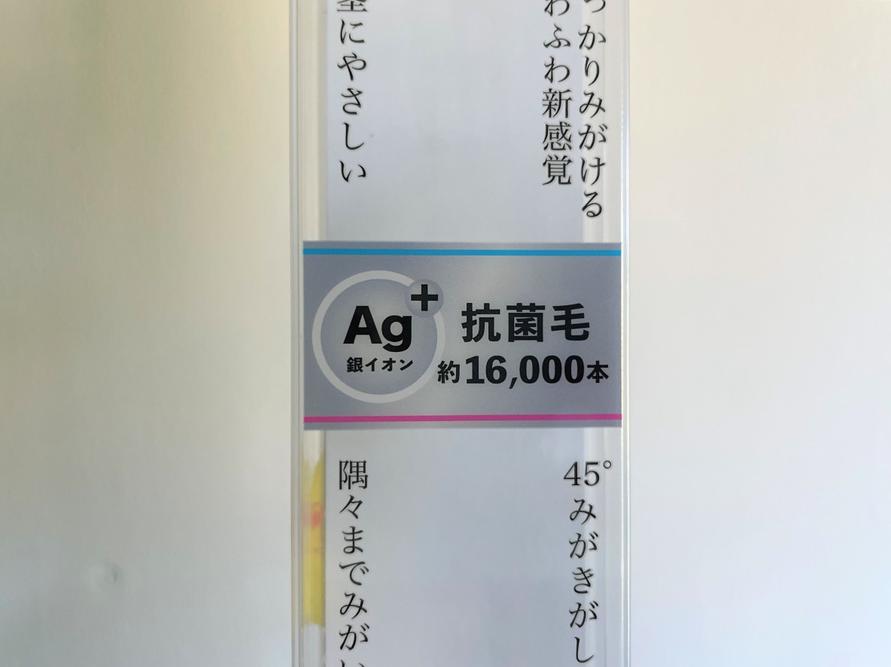 っかりみがける
わふわ新感覚
茎にやさしい
Ag+
銀イオン
抗菌毛
約16,000本
45°みがきがし
隅々までみがい